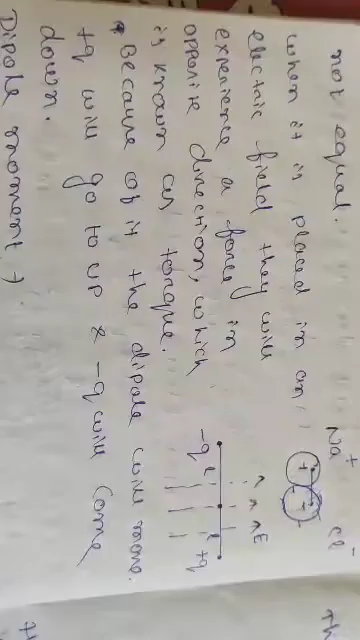 not equal.
when it is placed in an
electric field they will
experience a force in
opposite direction, which
is known as torque.
* Because of it the dipole will move.
+q will go to up & -q will come
down.
Dipole moment →
Na+ Cl-
+ -
-q l l +q
E